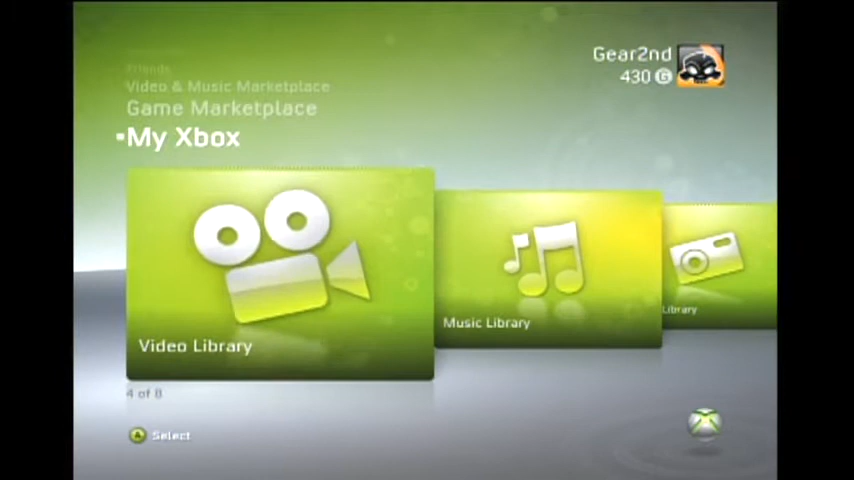 Gear2nd
430 G
Friends
Video & Music Marketplace
Game Marketplace
My Xbox
Video Library
Music Library
Library
4 of 8
A Select